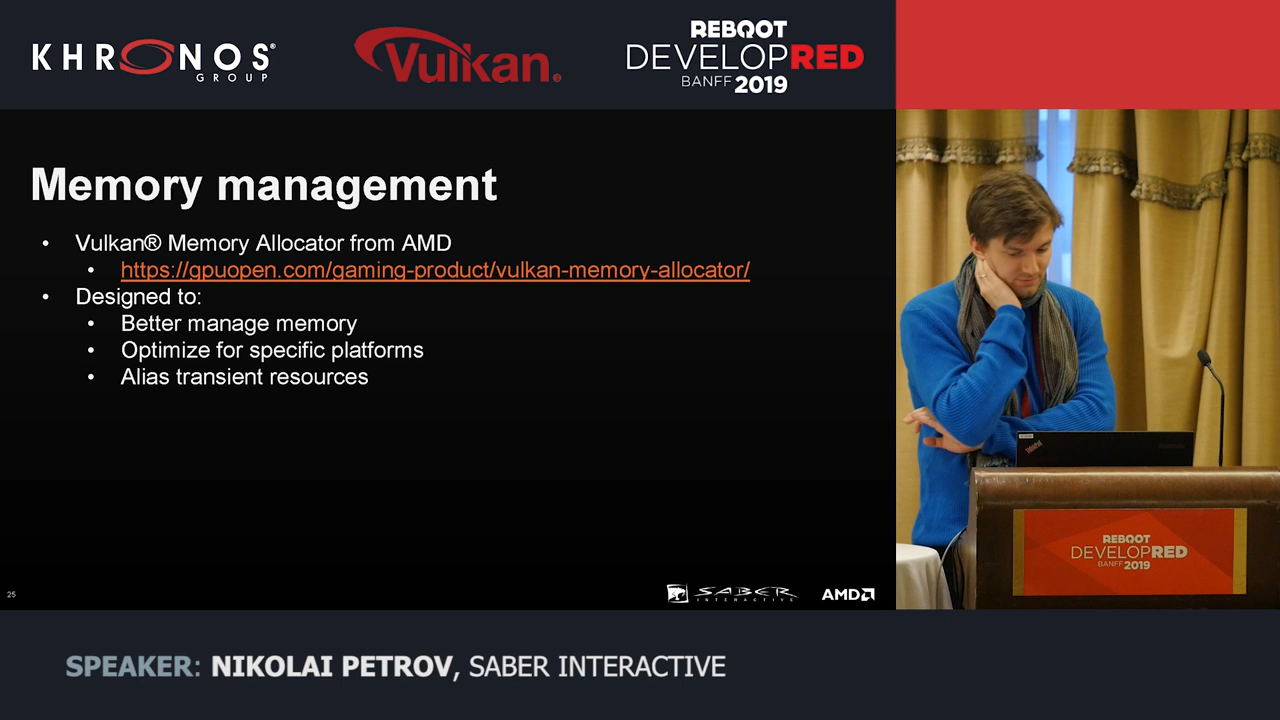 KHRONOS®
GROUP
Vulkan®
REBOOT
DEVELOPRED
BANFF 2019
Memory management
• Vulkan® Memory Allocator from AMD
• https://gpuopen.com/gaming-product/vulkan-memory-allocator/
• Designed to:
• Better manage memory
• Optimize for specific platforms
• Alias transient resources
25
SABER
INTERACTIVE
AMD
ThinkPad
REBOOT
DEVELOPRED
BANFF 2019
SPEAKER: NIKOLAI PETROV, SABER INTERACTIVE